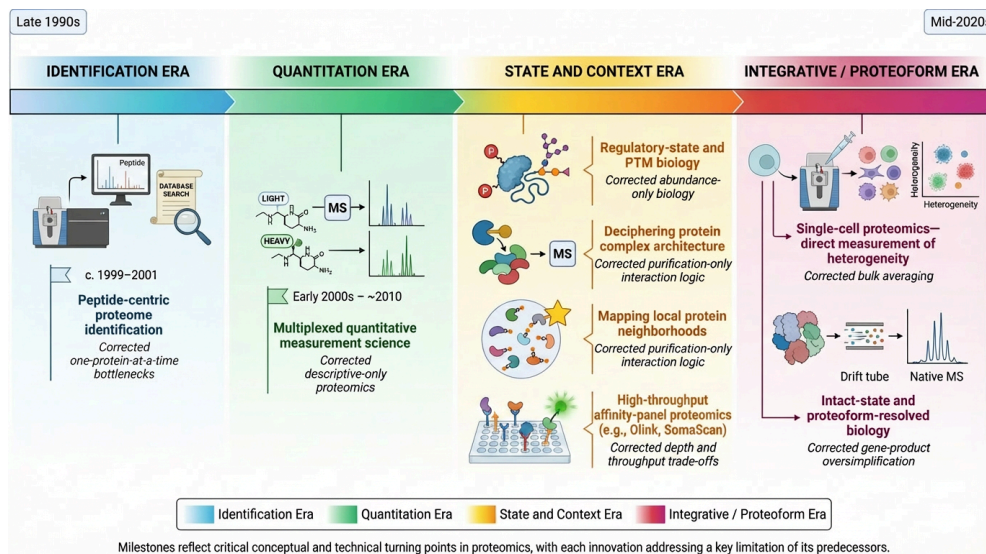 Late 1990s
Mid-2020s
IDENTIFICATION ERA
QUANTITATION ERA
STATE AND CONTEXT ERA
INTEGRATIVE / PROTEOFORM ERA
Peptide
DATABASE
SEARCH
c. 1999–2001
Peptide-centric
proteome
identification
Corrected
one-protein-at-a-time
bottlenecks
LIGHT
NH₂
MS
HEAVY
NH₂
Early 2000s – ~2010
Multiplexed quantitative
measurement science
Corrected
descriptive-only
proteomics
P
P
Regulatory-state and
PTM biology
Corrected abundance-
only biology
MS
Deciphering protein
complex architecture
Corrected purification-only
interaction logic
Mapping local protein
neighborhoods
Corrected purification-only
interaction logic
High-throughput
affinity-panel proteomics
(e.g., Olink, SomaScan)
Corrected depth and
throughput trade-offs
Heterogeneity
Heterogeneity
Single-cell proteomics—
direct measurement of
heterogeneity
Corrected bulk averaging
Drift tube
Native MS
Intact-state and
proteoform-resolved
biology
Corrected gene-product
oversimplification
Identification Era
Quantitation Era
State and Context Era
Integrative / Proteoform Era
Milestones reflect critical conceptual and technical turning points in proteomics, with each innovation addressing a key limitation of its predecessors.